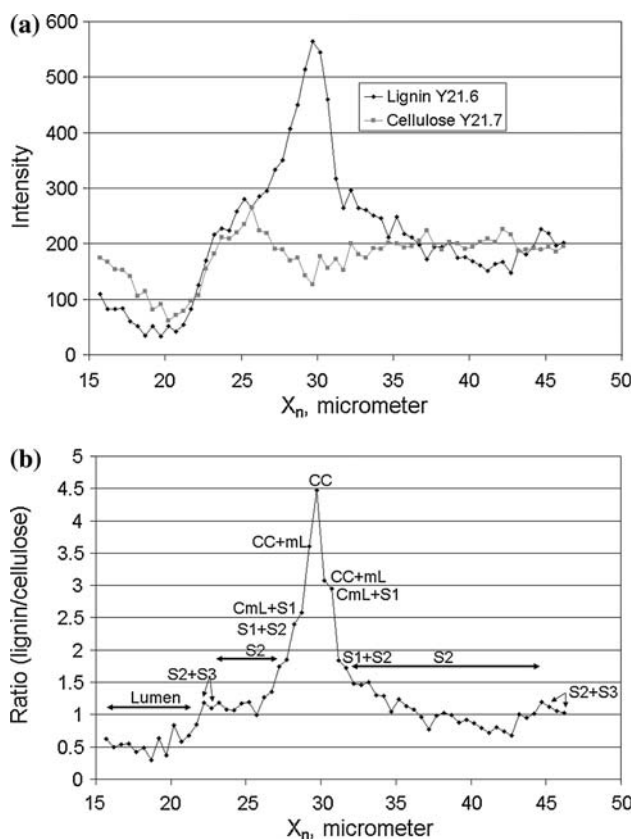 (a)
600
500
400
300
200
100
0
Intensity
Lignin Y21.6
Cellulose Y21.7
15 20 25 30 35 40 45 50
Xn, micrometer
(b)
5
4.5
4
3.5
3
2.5
2
1.5
1
0.5
0
Ratio (lignin/cellulose)
CC
CC+mL
CC+mL
CmL+S1
CmL+S1
S1+S2
S2
S1+S2
S2
S2+S3
S2+S3
Lumen
15 20 25 30 35 40 45 50
Xn, micrometer